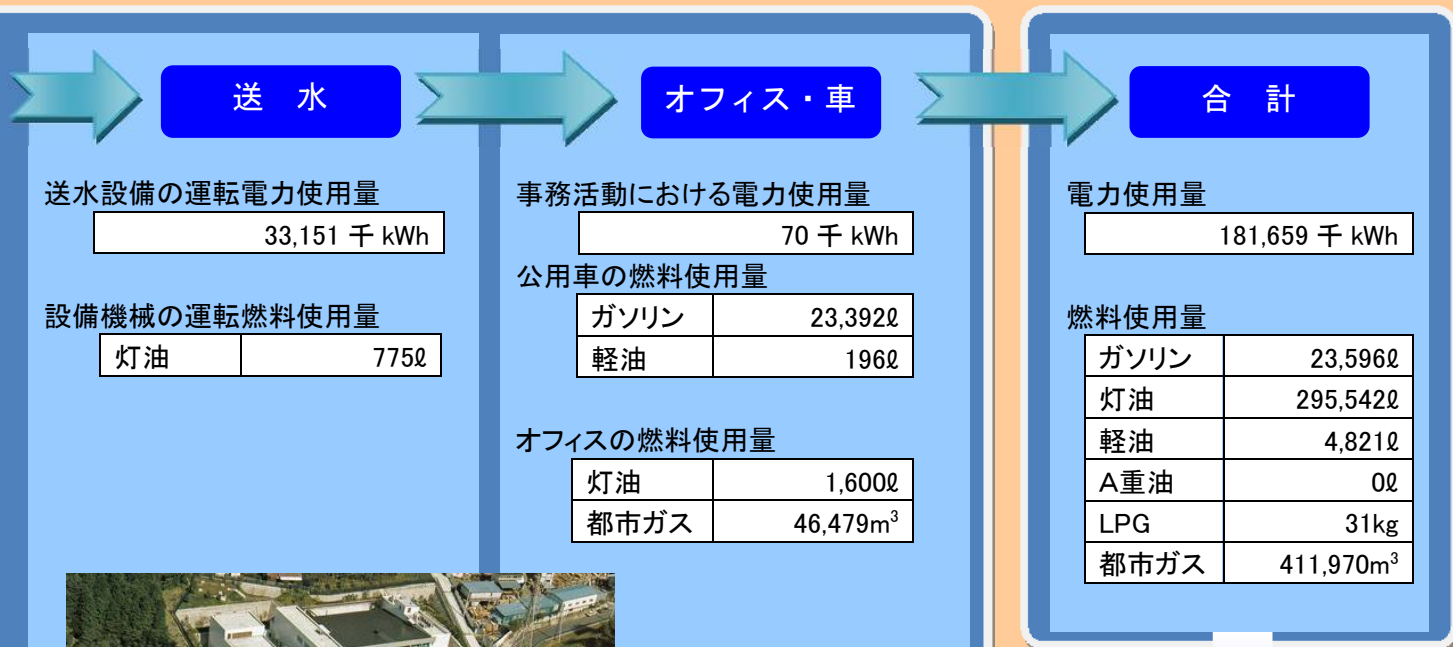 送 水
送水設備の運転電力使用量
33,151 千 kWh
設備機械の運転燃料使用量
灯油 775ℓ
オフィス・車
事務活動における電力使用量
70 千 kWh
公用車の燃料使用量
ガソリン 23,392ℓ
軽油 196ℓ
オフィスの燃料使用量
灯油 1,600ℓ
都市ガス 46,479m³
合 計
電力使用量
181,659 千 kWh
燃料使用量
ガソリン 23,596ℓ
灯油 295,542ℓ
軽油 4,821ℓ
A重油 0ℓ
LPG 31kg
都市ガス 411,970m³